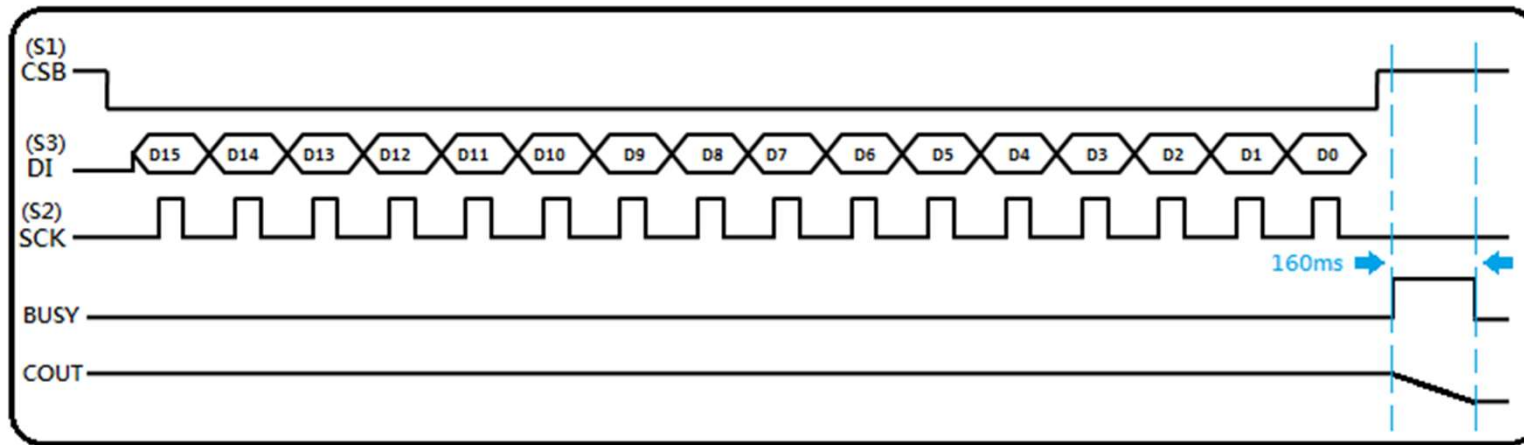 (S1)
CSB
(S3)
DI
D15 D14 D13 D12 D11 D10 D9 D8 D7 D6 D5 D4 D3 D2 D1 D0
(S2)
SCK
160ms
BUSY
COUT